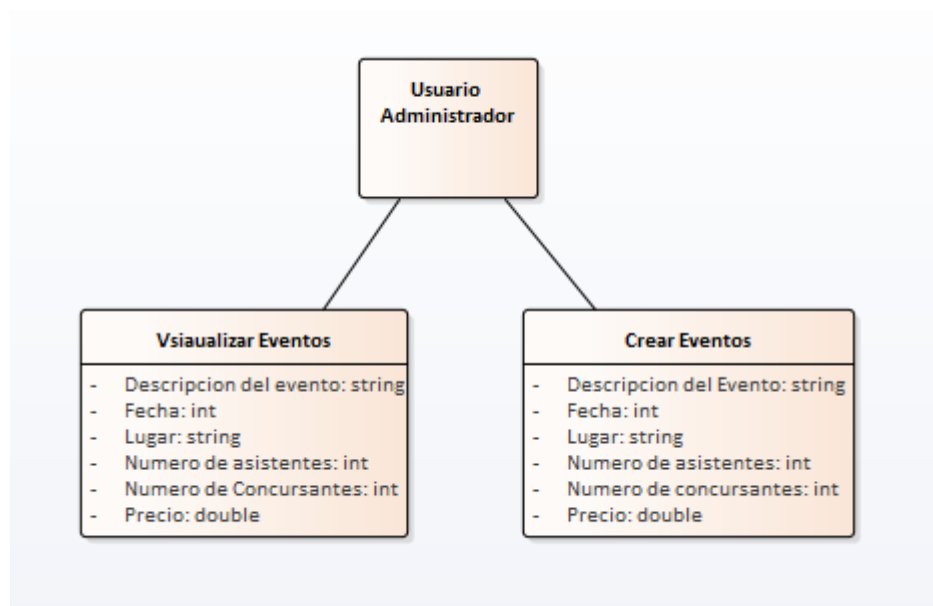 Usuario
Administrador
Vsiaualizar Eventos
- Descripcion del evento: string
- Fecha: int
- Lugar: string
- Numero de asistentes: int
- Numero de Concursantes: int
- Precio: double
Crear Eventos
- Descripcion del Evento: string
- Fecha: int
- Lugar: string
- Numero de asistentes: int
- Numero de concursantes: int
- Precio: double